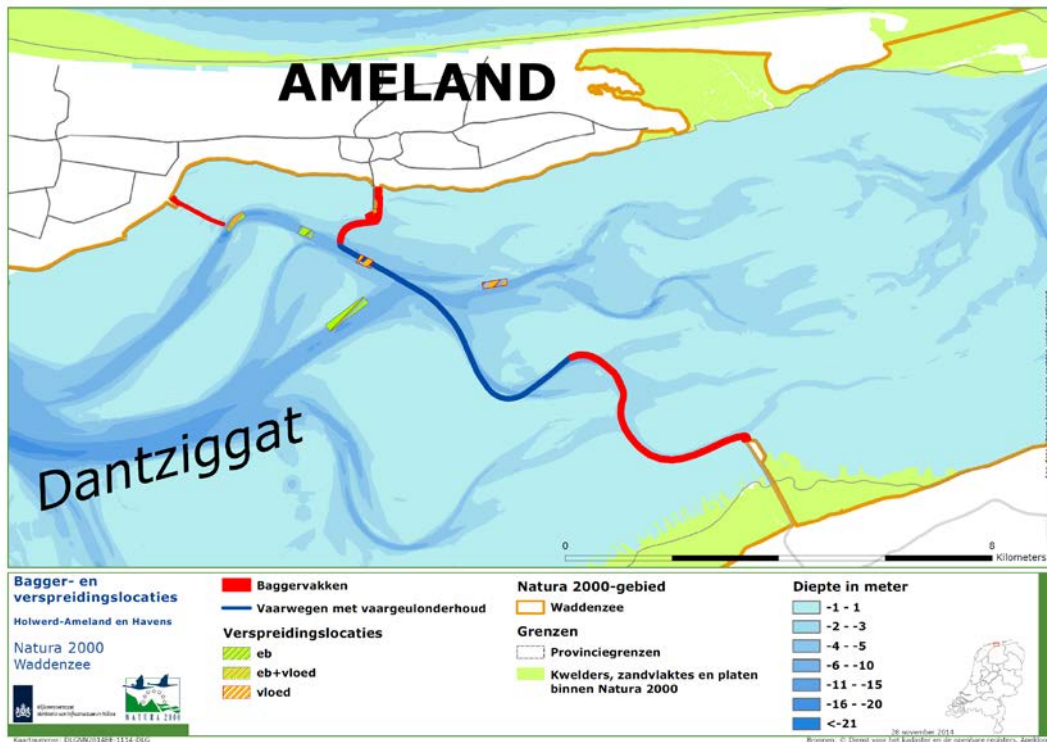 AMELAND
Dantziggat
0
8
Kilometers
Bagger- en
verspreidingslocaties
Holwerd-Ameland en Havens
Natura 2000
Waddenzee
NATURA 2000
Baggervakken
Vaarwegen met vaargeulonderhoud
Verspreidingslocaties
eb
eb+vloed
vloed
Natura 2000-gebied
Waddenzee
Grenzen
Provinciegrenzen
Kwelders, zandvlaktes en platen
binnen Natura 2000
Diepte in meter
-1 - 1
-2 - -3
-4 - -5
-6 - -10
-11 - -15
-16 - -20
<-21
28 november 2014